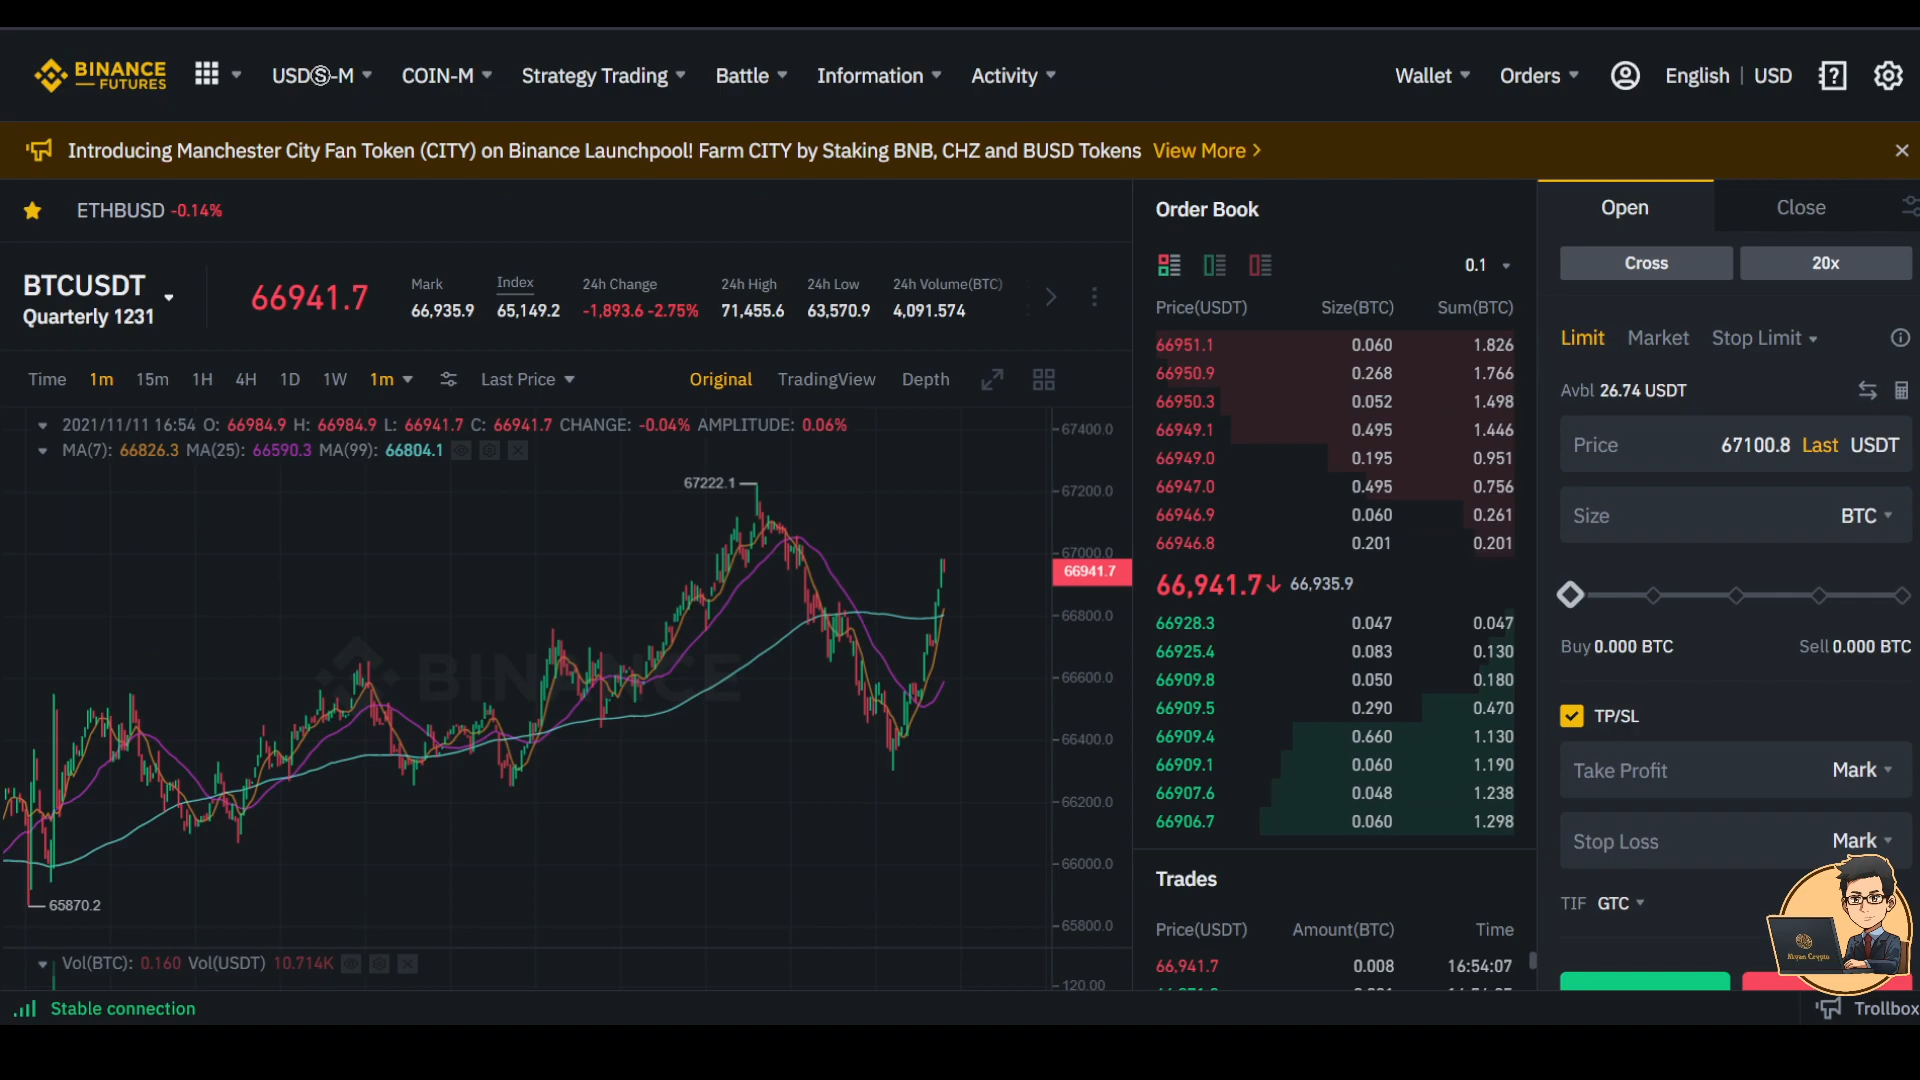 BINANCE
FUTURES
USDⓈ-M COIN-M Strategy Trading Battle Information Activity
Wallet Orders English USD
Introducing Manchester City Fan Token (CITY) on Binance Launchpool! Farm CITY by Staking BNB, CHZ and BUSD Tokens View More
ETHBUSD -0.14%
BTCUSDT
Quarterly 1231
66941.7
Mark Index 24h Change 24h High 24h Low 24h Volume(BTC)
66,935.9 65,149.2 -1,893.6 -2.75% 71,455.6 63,570.9 4,091.574
Time 1m 15m 1H 4H 1D 1W 1m Last Price Original TradingView Depth
2021/11/11 16:54 O: 66984.9 H: 66984.9 L: 66941.7 C: 66941.7 CHANGE: -0.04% AMPLITUDE: 0.06%
MA(7): 66826.3 MA(25): 66590.3 MA(99): 66804.1
67222.1
65870.2
BINANCE
67400.0
67200.0
67000.0
66941.7
66800.0
66600.0
66400.0
66200.0
66000.0
65800.0
120.00
Vol(BTC): 0.160 Vol(USDT) 10.714K
Stable connection
Order Book
0.1
Price(USDT) Size(BTC) Sum(BTC)
66951.1 0.060 1.826
66950.9 0.268 1.766
66950.3 0.052 1.498
66949.1 0.495 1.446
66949.0 0.195 0.951
66947.0 0.495 0.756
66946.9 0.060 0.261
66946.8 0.201 0.201
66,941.7↓ 66,935.9
66928.3 0.047 0.047
66925.4 0.083 0.130
66909.8 0.050 0.180
66909.5 0.290 0.470
66909.4 0.660 1.130
66909.1 0.060 1.190
66907.6 0.048 1.238
66906.7 0.060 1.298
Trades
Price(USDT) Amount(BTC) Time
66,941.7 0.008 16:54:07
Open Close
Cross 20x
Limit Market Stop Limit
Avbl 26.74 USDT
Price 67100.8 Last USDT
Size BTC
Buy 0.000 BTC Sell 0.000 BTC
TP/SL
Take Profit Mark
Stop Loss Mark
TIF GTC
Trollbox